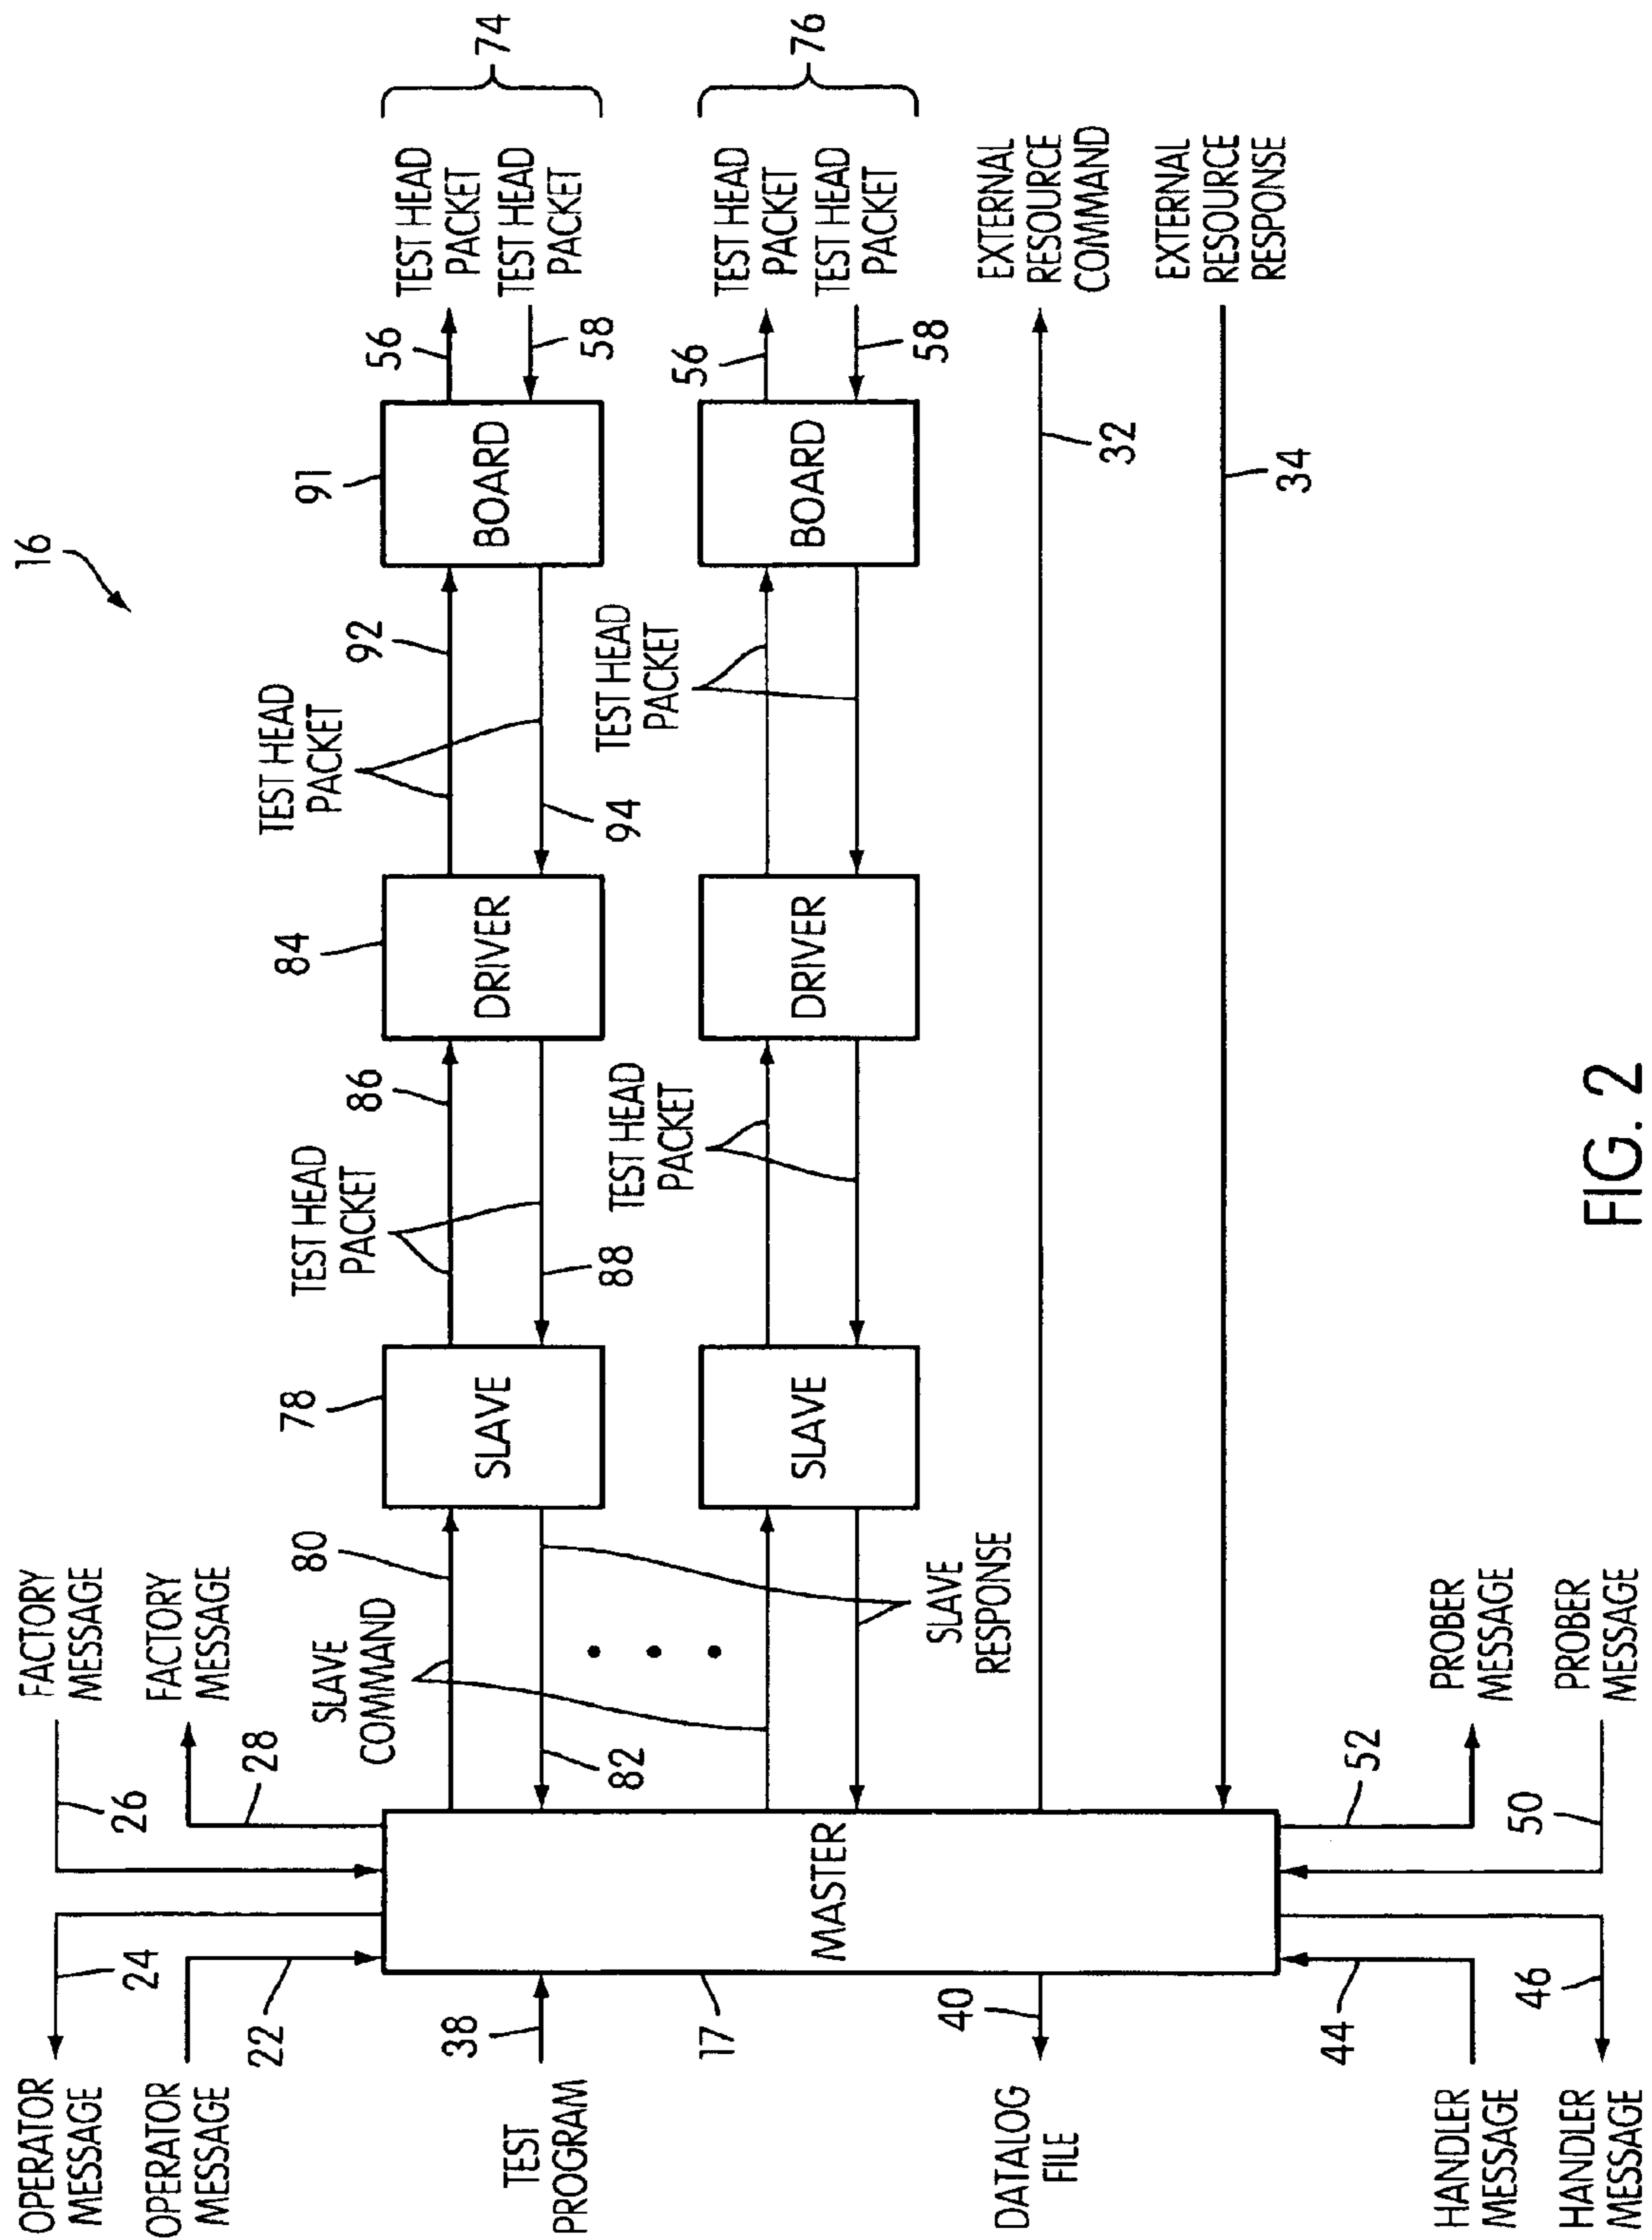 16
OPERATOR
MESSAGE
24
26
FACTORY
MESSAGE
OPERATOR
MESSAGE
22
28
FACTORY
MESSAGE
TEST
PROGRAM
38
17
MASTER
DATALOG
FILE
40
SLAVE
COMMAND
80
82
78
SLAVE
TEST HEAD
PACKET
86
88
84
DRIVER
TEST HEAD
PACKET
92
94
91
BOARD
56
58
TEST HEAD
PACKET
TEST HEAD
PACKET
74
SLAVE
RESPONSE
SLAVE
TEST HEAD
PACKET
DRIVER
TEST HEAD
PACKET
BOARD
56
58
TEST HEAD
PACKET
TEST HEAD
PACKET
76
32
EXTERNAL
RESOURCE
COMMAND
34
EXTERNAL
RESOURCE
RESPONSE
HANDLER
MESSAGE
44
52
PROBER
MESSAGE
HANDLER
MESSAGE
46
50
PROBER
MESSAGE
FIG. 2